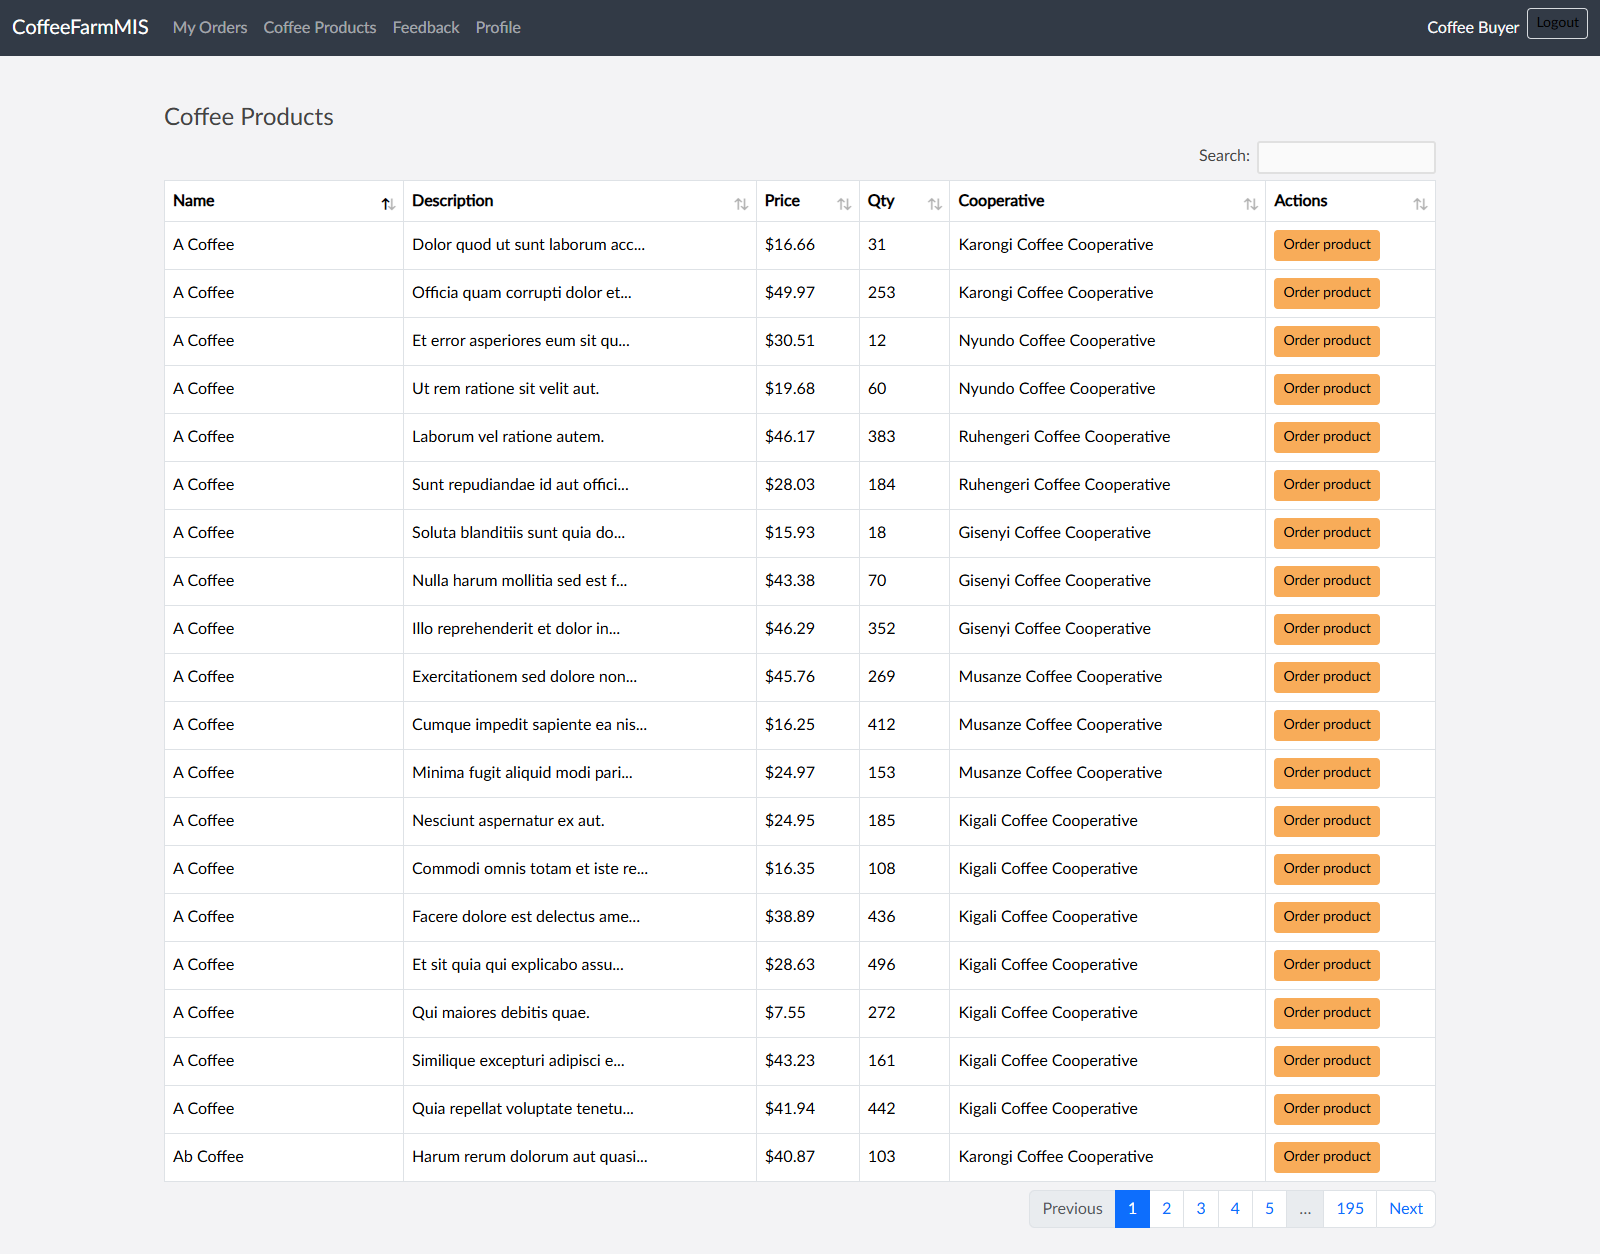 CoffeeFarmMIS My Orders Coffee Products Feedback Profile Coffee Buyer Logout
Coffee Products
Search:
Name Description Price Qty Cooperative Actions
A Coffee Dolor quod ut sunt laborum acc... $16.66 31 Karongi Coffee Cooperative Order product
A Coffee Officia quam corrupti dolor et... $49.97 253 Karongi Coffee Cooperative Order product
A Coffee Et error asperiores eum sit qu... $30.51 12 Nyundo Coffee Cooperative Order product
A Coffee Ut rem ratione sit velit aut. $19.68 60 Nyundo Coffee Cooperative Order product
A Coffee Laborum vel ratione autem. $46.17 383 Ruhengeri Coffee Cooperative Order product
A Coffee Sunt repudiandae id aut offici... $28.03 184 Ruhengeri Coffee Cooperative Order product
A Coffee Soluta blanditiis sunt quia do... $15.93 18 Gisenyi Coffee Cooperative Order product
A Coffee Nulla harum mollitia sed est f... $43.38 70 Gisenyi Coffee Cooperative Order product
A Coffee Illo reprehenderit et dolor in... $46.29 352 Gisenyi Coffee Cooperative Order product
A Coffee Exercitationem sed dolore non... $45.76 269 Musanze Coffee Cooperative Order product
A Coffee Cumque impedit sapiente ea nis... $16.25 412 Musanze Coffee Cooperative Order product
A Coffee Minima fugit aliquid modi pari... $24.97 153 Musanze Coffee Cooperative Order product
A Coffee Nesciunt aspernatur ex aut. $24.95 185 Kigali Coffee Cooperative Order product
A Coffee Commodi omnis totam et iste re... $16.35 108 Kigali Coffee Cooperative Order product
A Coffee Facere dolore est delectus ame... $38.89 436 Kigali Coffee Cooperative Order product
A Coffee Et sit quia qui explicabo assu... $28.63 496 Kigali Coffee Cooperative Order product
A Coffee Qui maiores debitis quae. $7.55 272 Kigali Coffee Cooperative Order product
A Coffee Similique excepturi adipisci e... $43.23 161 Kigali Coffee Cooperative Order product
A Coffee Quia repellat voluptate tenetu... $41.94 442 Kigali Coffee Cooperative Order product
Ab Coffee Harum rerum dolorum aut quasi... $40.87 103 Karongi Coffee Cooperative Order product
Previous 1 2 3 4 5 ... 195 Next